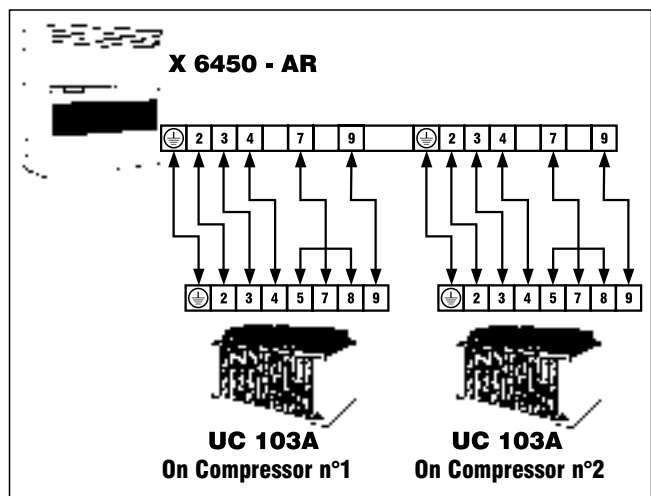 X 6450 - AR
2 3 4 7 9 2 3 4 7 9
2 3 4 5 7 8 9 2 3 4 5 7 8 9
UC 103A UC 103A
On Compressor n°1 On Compressor n°2